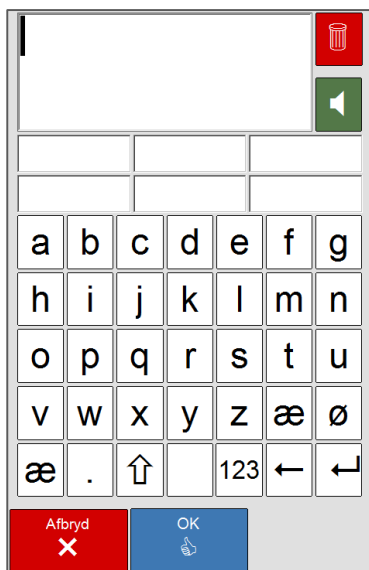 a b c d e f g
h i j k l m n
o p q r s t u
v w x y z æ ø
æ . ⇧ 123 ← ↵
Afbryd OK